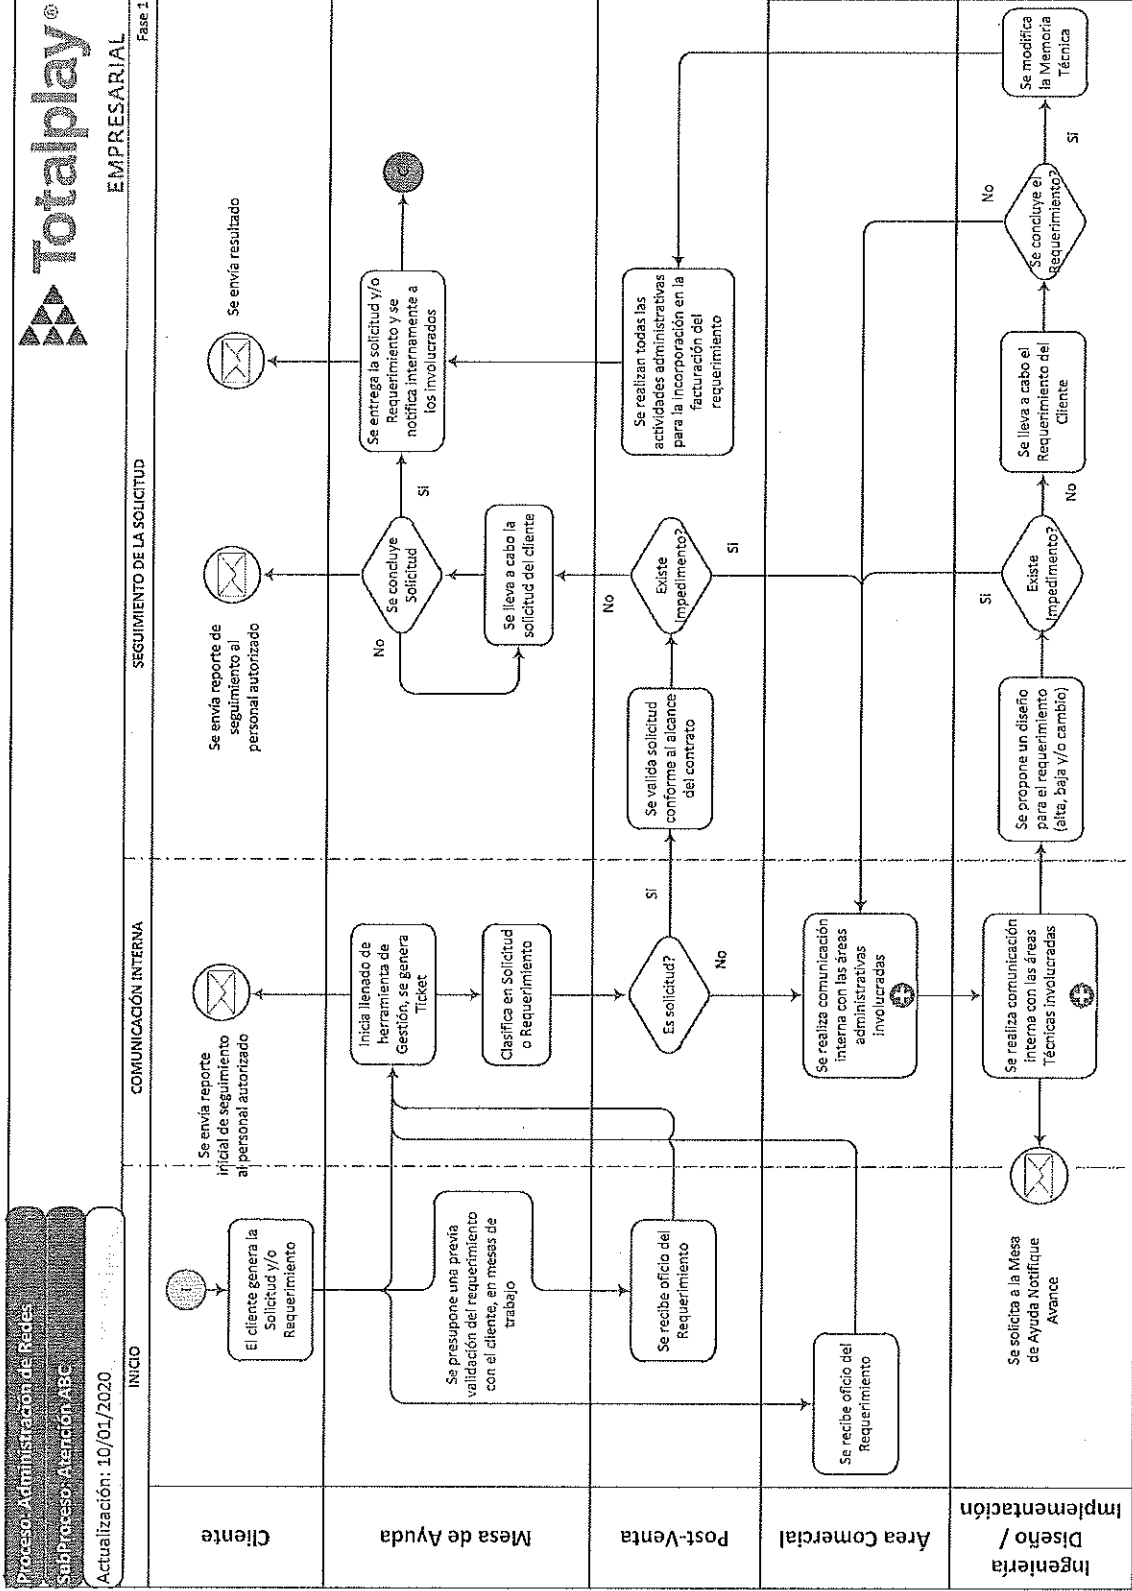 Proceso: Administración de Redes
SubProceso: Atención ABC
Actualización: 10/01/2020
Totalplay®
EMPRESARIAL
Fase 1
INICIO
COMUNICACIÓN INTERNA
SEGUIMIENTO DE LA SOLICITUD
Cliente
I
El cliente genera la
Solicitud y/o
Requerimiento
Se envía reporte
inicial de seguimiento
al personal autorizado
Se envía reporte de
seguimiento al
personal autorizado
Se envía resultado
Mesa de Ayuda
Se presupone una previa
validación del requerimiento
con el cliente, en mesas de
trabajo
Inicia llenado de
herramienta de
Gestión, se genera
Ticket
Clasifica en Solicitud
o Requerimiento
No
Se concluye
Solicitud
Si
Se lleva a cabo la
solicitud del cliente
Se entrega la solicitud y/o
Requerimiento y se
notifica internamente a
los involucrados
C
Post-Venta
Se recibe oficio del
Requerimiento
Es solicitud?
Si
No
Se valida solicitud
conforme al alcance
del contrato
No
Existe
Impedimento?
Si
Se realizan todas las
actividades administrativas
para la incorporación en la
facturación del
requerimiento
Área Comercial
Se recibe oficio del
Requerimiento
Se realiza comunicación
interna con las áreas
administrativas
involucradas
Ingeniería
Diseño /
Implementación
Se solicita a la Mesa
de Ayuda Notifique
Avance
Se realiza comunicación
interna con las áreas
Técnicas involucradas
Se propone un diseño
para el requerimiento
(alta, baja y/o cambio)
Si
Existe
Impedimento?
No
Se lleva a cabo el
Requerimiento del
Cliente
No
Se concluye el
Requerimiento?
Si
Se modifica
la Memoria
Técnica